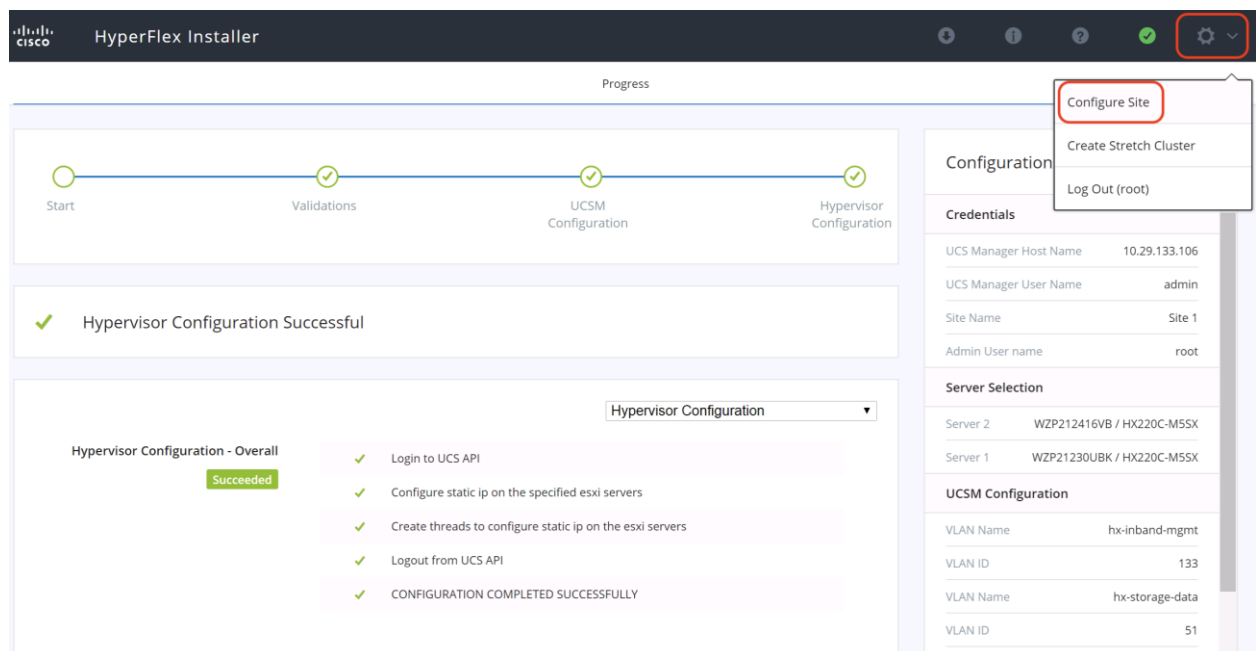 CISCO
HyperFlex Installer
Progress
Configure Site
Create Stretch Cluster
Log Out (root)
Start
Validations
UCSM
Configuration
Hypervisor
Configuration
Hypervisor Configuration Successful
Hypervisor Configuration
Hypervisor Configuration - Overall
Succeeded
Login to UCS API
Configure static ip on the specified esxi servers
Create threads to configure static ip on the esxi servers
Logout from UCS API
CONFIGURATION COMPLETED SUCCESSFULLY
Configuration
Credentials
UCS Manager Host Name 10.29.133.106
UCS Manager User Name admin
Site Name Site 1
Admin User name root
Server Selection
Server 2 WZP212416VB / HX220C-M5SX
Server 1 WZP21230UBK / HX220C-M5SX
UCSM Configuration
VLAN Name hx-inband-mgmt
VLAN ID 133
VLAN Name hx-storage-data
VLAN ID 51